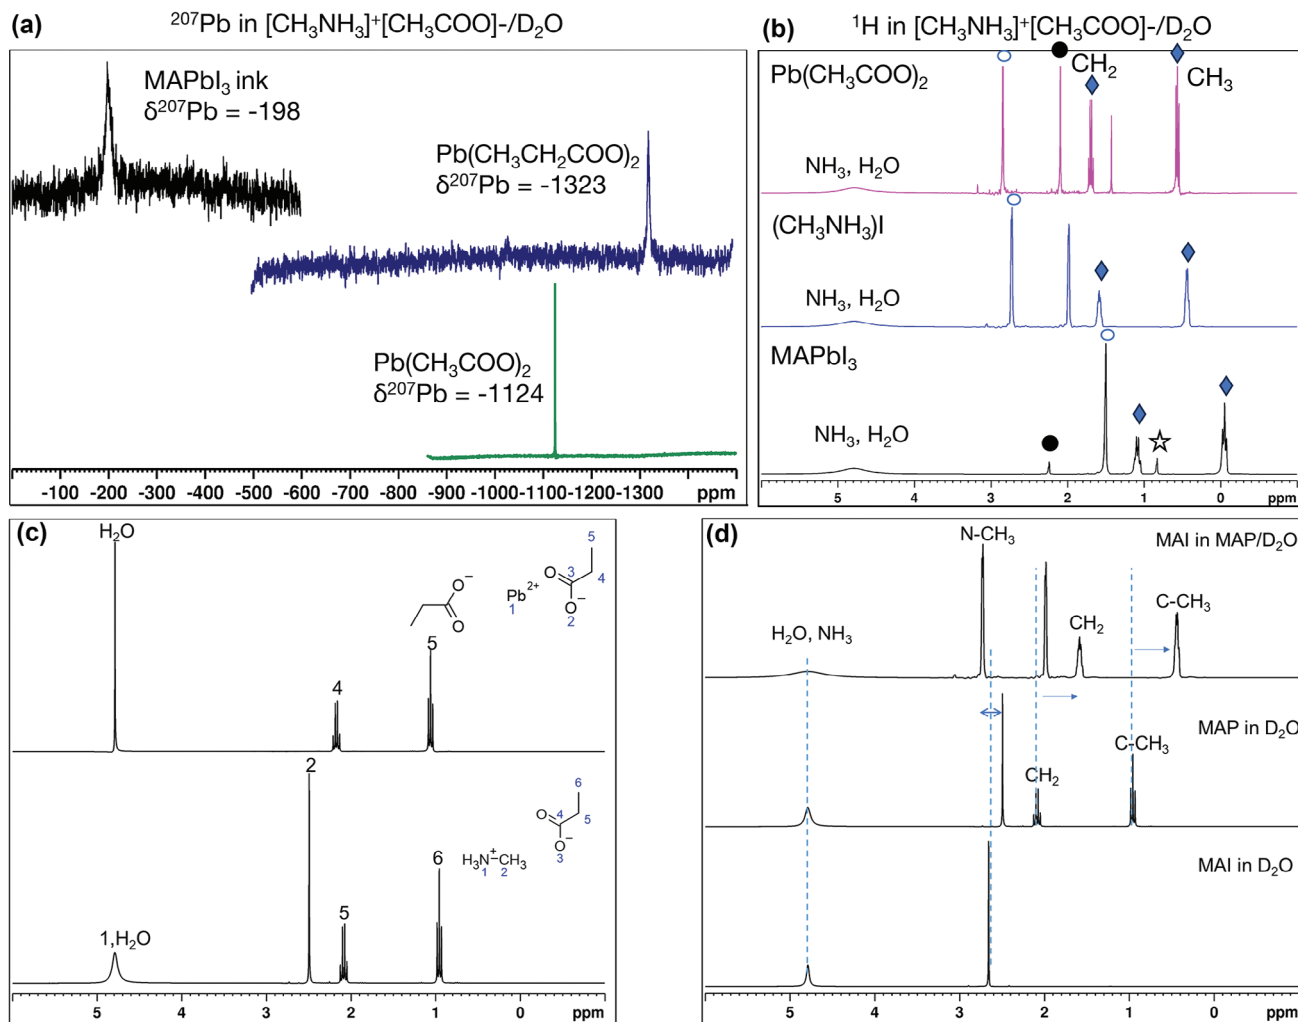 (a)
²⁰⁷Pb in [CH₃NH₃]⁺[CH₃COO]-/D₂O
MAPbI₃ ink
δ²⁰⁷Pb = -198
Pb(CH₃CH₂COO)₂
δ²⁰⁷Pb = -1323
Pb(CH₃COO)₂
δ²⁰⁷Pb = -1124
-100 -200 -300 -400 -500 -600 -700 -800 -900 -1000 -1100 -1200 -1300 ppm
(b)
¹H in [CH₃NH₃]⁺[CH₃COO]-/D₂O
Pb(CH₃COO)₂
CH₂
CH₃
NH₃, H₂O
(CH₃NH₃)I
NH₃, H₂O
MAPbI₃
NH₃, H₂O
5 4 3 2 1 0 ppm
(c)
H₂O
4
5
Pb²⁺
1
O
O⁻
2
3
4
5
O⁻
O
1,H₂O
2
5
6
H₃N⁺-CH₃
1 2
O
O⁻
3
4
5
6
5 4 3 2 1 0 ppm
(d)
N-CH₃
MAI in MAP/D₂O
H₂O, NH₃
CH₂
C-CH₃
MAP in D₂O
CH₂
C-CH₃
MAI in D₂O
5 4 3 2 1 0 ppm